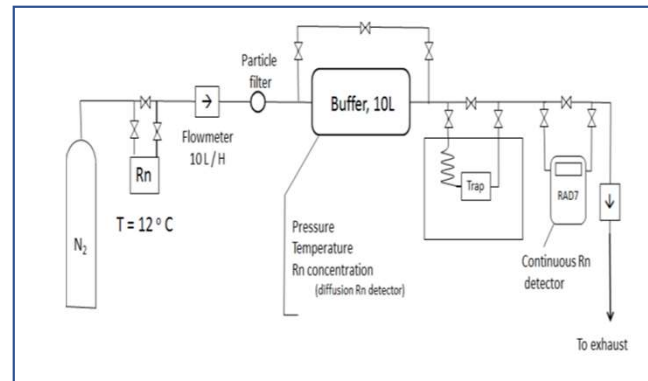 Particle
filter
Buffer, 10L
Flowmeter
10 L / H
Rn
T = 12 ° C
N₂
Trap
RAD7
Pressure
Temperature
Rn concentration
(diffusion Rn detector)
Continuous Rn
detector
To exhaust